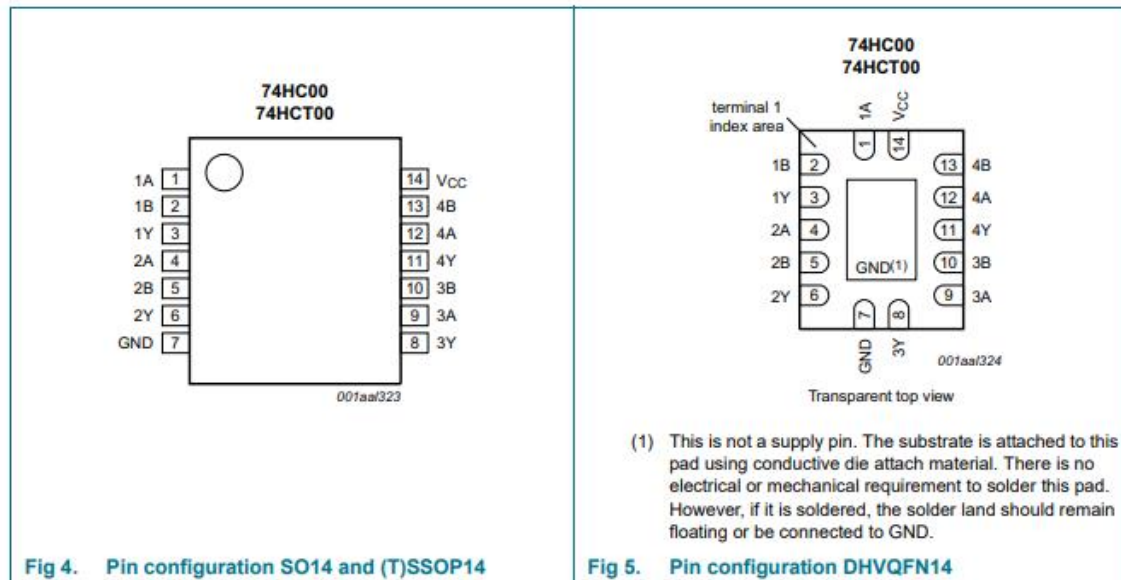 74HC00
74HCT00
1A 1
14 VCC
1B 2
13 4B
1Y 3
12 4A
2A 4
11 4Y
2B 5
10 3B
2Y 6
9 3A
GND 7
8 3Y
001aal323
Fig 4. Pin configuration SO14 and (T)SSOP14
74HC00
74HCT00
terminal 1
index area
1A
VCC
1
14
1B 2
13 4B
1Y 3
12 4A
2A 4
11 4Y
2B 5
10 3B
GND(1)
2Y 6
9 3A
7
8
GND
3Y
001aal324
Transparent top view
(1) This is not a supply pin. The substrate is attached to this
pad using conductive die attach material. There is no
electrical or mechanical requirement to solder this pad.
However, if it is soldered, the solder land should remain
floating or be connected to GND.
Fig 5. Pin configuration DHVQFN14